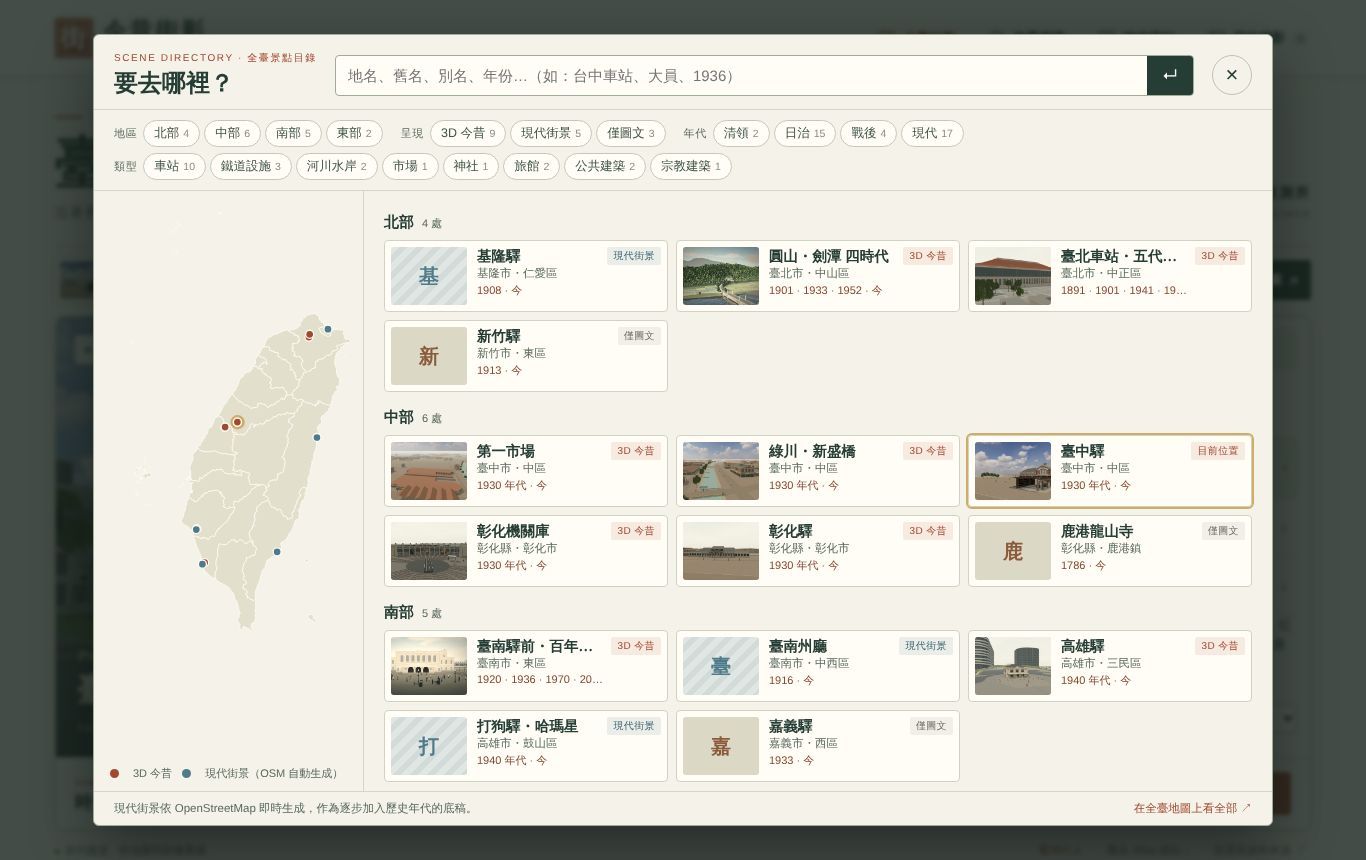 SCENE DIRECTORY · 全臺景點目錄
要去哪裡？
地名、舊名、別名、年份…（如：台中車站、大員、1936）
地區 北部 4 中部 6 南部 5 東部 2 呈現 3D 今昔 9 現代街景 5 僅圖文 3 年代 清領 2 日治 15 戰後 4 現代 17
類型 車站 10 鐵道設施 3 河川水岸 2 市場 1 神社 1 旅館 2 公共建築 2 宗教建築 1
北部 4 處
基
基隆驛 現代街景
基隆市・仁愛區
1908 · 今
圓山・劍潭 四時代 3D 今昔
臺北市・中山區
1901 · 1933 · 1952 · 今
臺北車站・五代… 3D 今昔
臺北市・中正區
1891 · 1901 · 1941 · 19…
新
新竹驛 僅圖文
新竹市・東區
1913 · 今
中部 6 處
第一市場 3D 今昔
臺中市・中區
1930 年代 · 今
綠川・新盛橋 3D 今昔
臺中市・中區
1930 年代 · 今
臺中驛 目前位置
臺中市・中區
1930 年代 · 今
彰化機關庫 3D 今昔
彰化縣・彰化市
1930 年代 · 今
彰化驛 3D 今昔
彰化縣・彰化市
1930 年代 · 今
鹿
鹿港龍山寺 僅圖文
彰化縣・鹿港鎮
1786 · 今
南部 5 處
臺南驛前・百年… 3D 今昔
臺南市・東區
1920 · 1936 · 1970 · 20…
臺
臺南州廳 現代街景
臺南市・中西區
1916 · 今
高雄驛 3D 今昔
高雄市・三民區
1940 年代 · 今
打
打狗驛・哈瑪星 現代街景
高雄市・鼓山區
1940 年代 · 今
嘉
嘉義驛 僅圖文
嘉義市・西區
1933 · 今
3D 今昔 現代街景（OSM 自動生成）
現代街景依 OpenStreetMap 即時生成，作為逐步加入歷史年代的底稿。
在全臺地圖上看全部 ↗